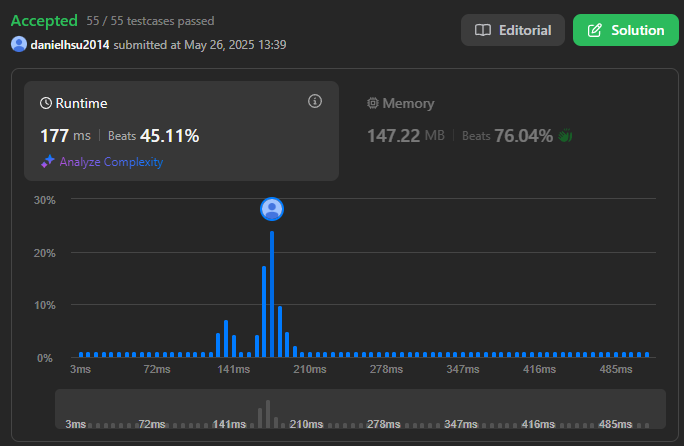 Accepted 55 / 55 testcases passed
danielhsu2014 submitted at May 26, 2025 13:39
Editorial
Solution
Runtime
177 ms | Beats 45.11%
Analyze Complexity
Memory
147.22 MB | Beats 76.04%
30%
20%
10%
0%
3ms 72ms 141ms 210ms 278ms 347ms 416ms 485ms
3ms 72ms 141ms 210ms 278ms 347ms 416ms 485ms